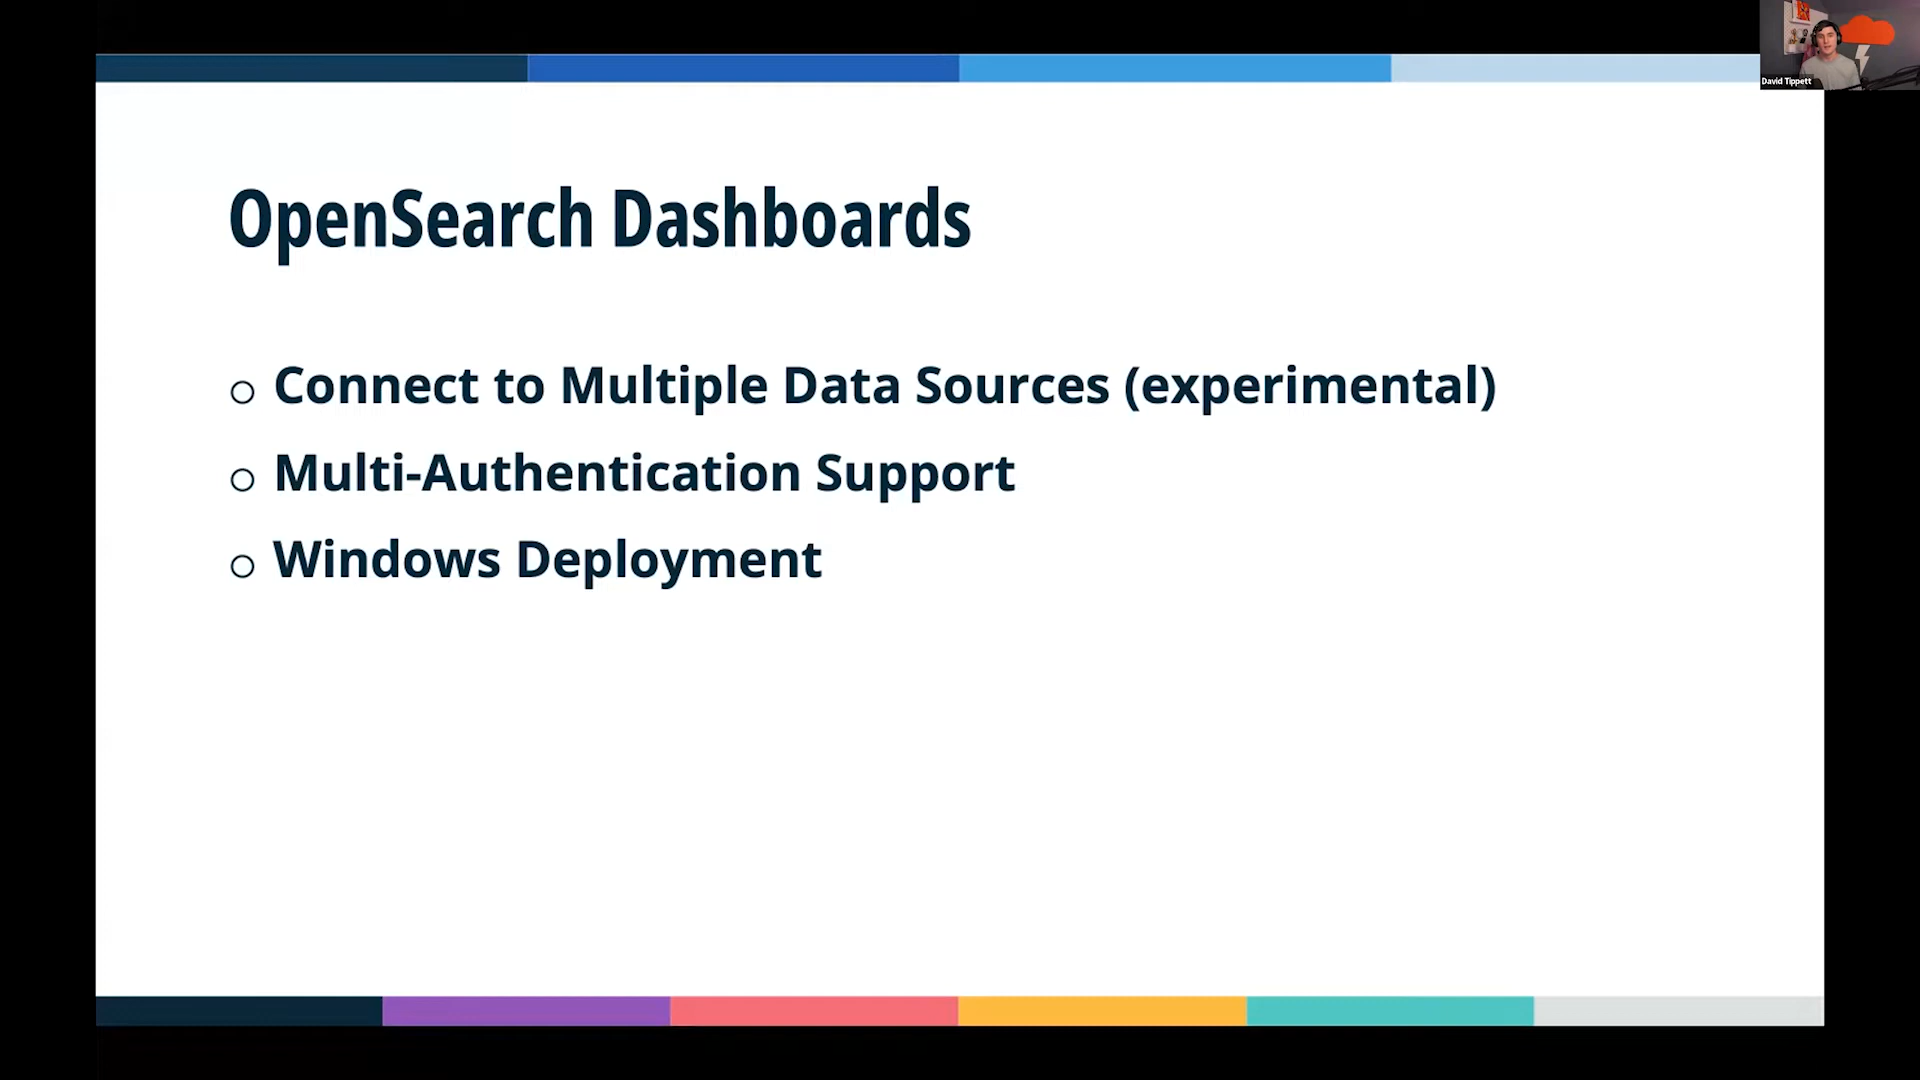 David Tippett
OpenSearch Dashboards
Connect to Multiple Data Sources (experimental)
Multi-Authentication Support
Windows Deployment